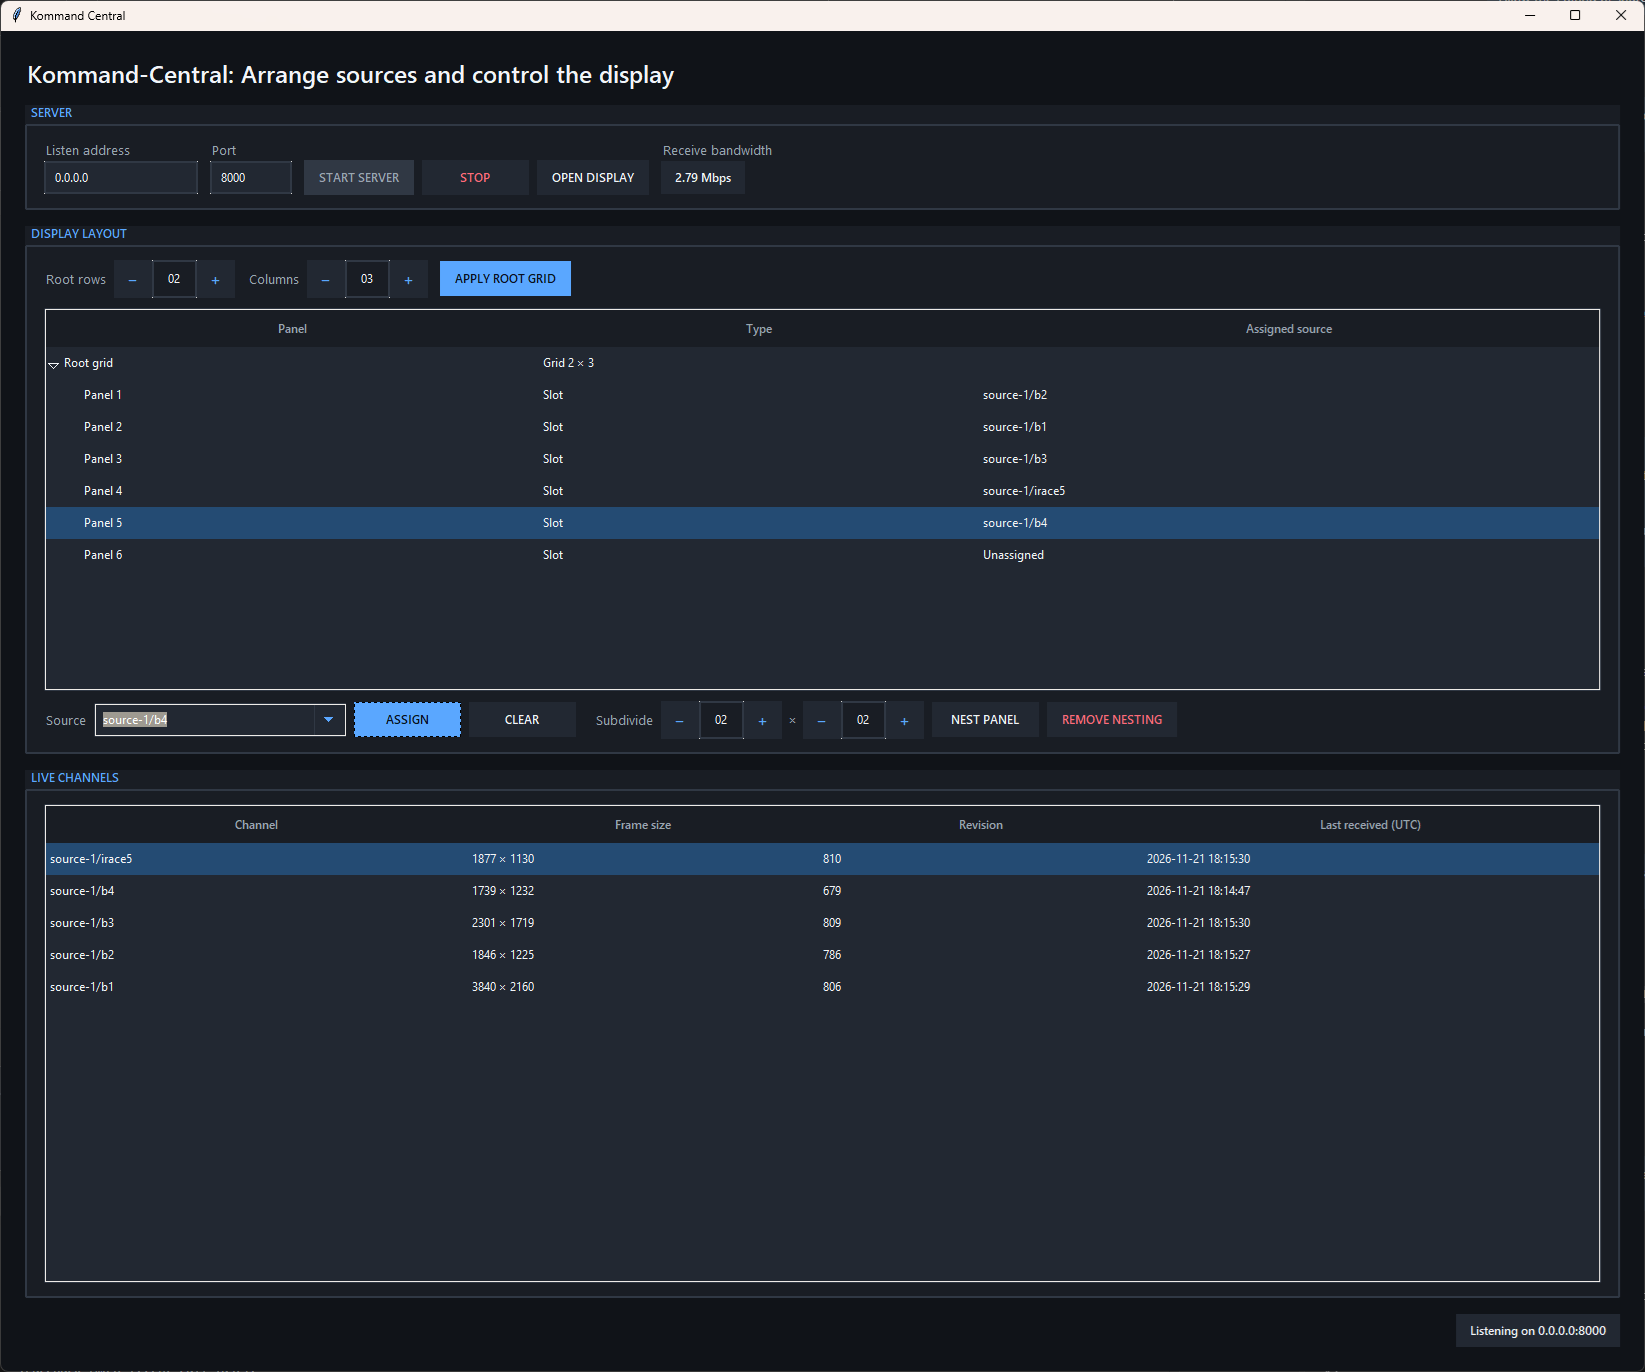 Kommand Central
Kommand-Central: Arrange sources and control the display
SERVER
Listen address Port Receive bandwidth
0.0.0.0 8000 START SERVER STOP OPEN DISPLAY 2.79 Mbps
DISPLAY LAYOUT
Root rows − 02 + Columns − 03 + APPLY ROOT GRID
Panel Type Assigned source
Root grid Grid 2 × 3
Panel 1 Slot source-1/b2
Panel 2 Slot source-1/b1
Panel 3 Slot source-1/b3
Panel 4 Slot source-1/irace5
Panel 5 Slot source-1/b4
Panel 6 Slot Unassigned
Source source-1/b4 ASSIGN CLEAR Subdivide − 02 + × − 02 + NEST PANEL REMOVE NESTING
LIVE CHANNELS
Channel Frame size Revision Last received (UTC)
source-1/irace5 1877 × 1130 810 2026-11-21 18:15:30
source-1/b4 1739 × 1232 679 2026-11-21 18:14:47
source-1/b3 2301 × 1719 809 2026-11-21 18:15:30
source-1/b2 1846 × 1225 786 2026-11-21 18:15:27
source-1/b1 3840 × 2160 806 2026-11-21 18:15:29
Listening on 0.0.0.0:8000